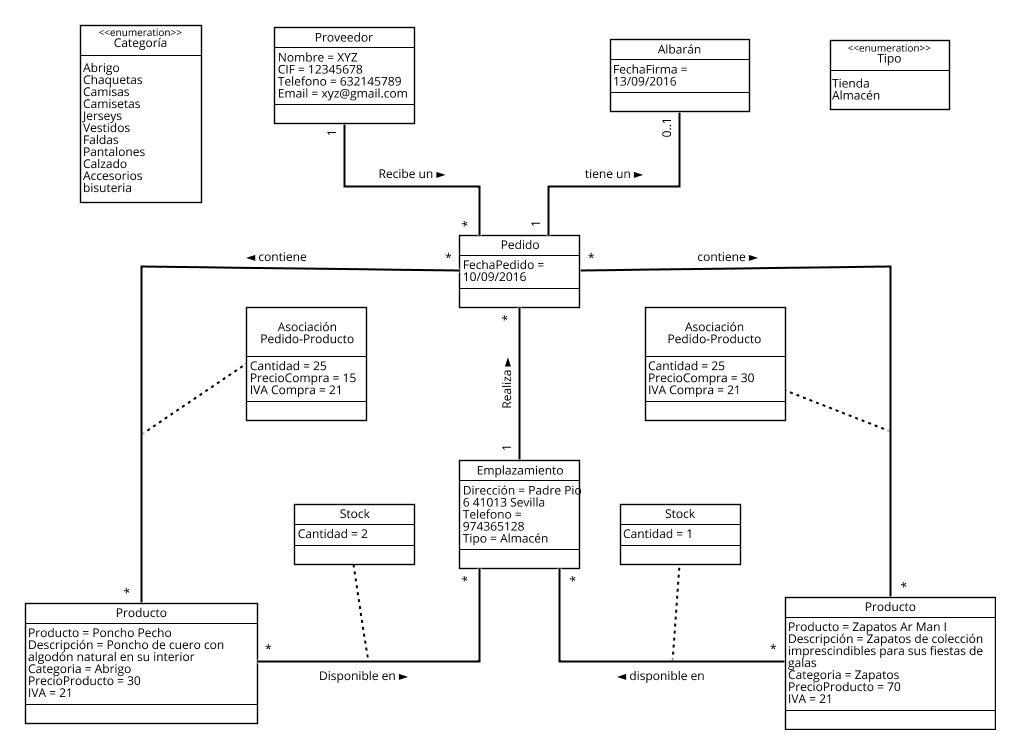 <<enumeration>>
Categoría
Abrigo
Chaquetas
Camisas
Camisetas
Jerseys
Vestidos
Faldas
Pantalones
Calzado
Accesorios
bisuteria
Proveedor
Nombre = XYZ
CIF = 12345678
Telefono = 632145789
Email = xyz@gmail.com
Albarán
FechaFirma =
13/09/2016
<<enumeration>>
Tipo
Tienda
Almacén
1
0..1
Recibe un ►
tiene un ►
*
1
Pedido
FechaPedido =
10/09/2016
◄ contiene
*
*
contiene ►
*
Asociación
Pedido-Producto
Cantidad = 25
PrecioCompra = 15
IVA Compra = 21
Asociación
Pedido-Producto
Cantidad = 25
PrecioCompra = 30
IVA Compra = 21
Realiza ►
1
Emplazamiento
Dirección = Padre Pio
6 41013 Sevilla
Telefono =
974365128
Tipo = Almacén
Stock
Cantidad = 2
Stock
Cantidad = 1
*
*
*
*
Producto
Producto = Poncho Pecho
Descripción = Poncho de cuero con
algodón natural en su interior
Categoria = Abrigo
PrecioProducto = 30
IVA = 21
*
Disponible en ►
*
◄ disponible en
Producto
Producto = Zapatos Ar Man I
Descripción = Zapatos de colección
imprescindibles para sus fiestas de
galas
Categoria = Zapatos
PrecioProducto = 70
IVA = 21